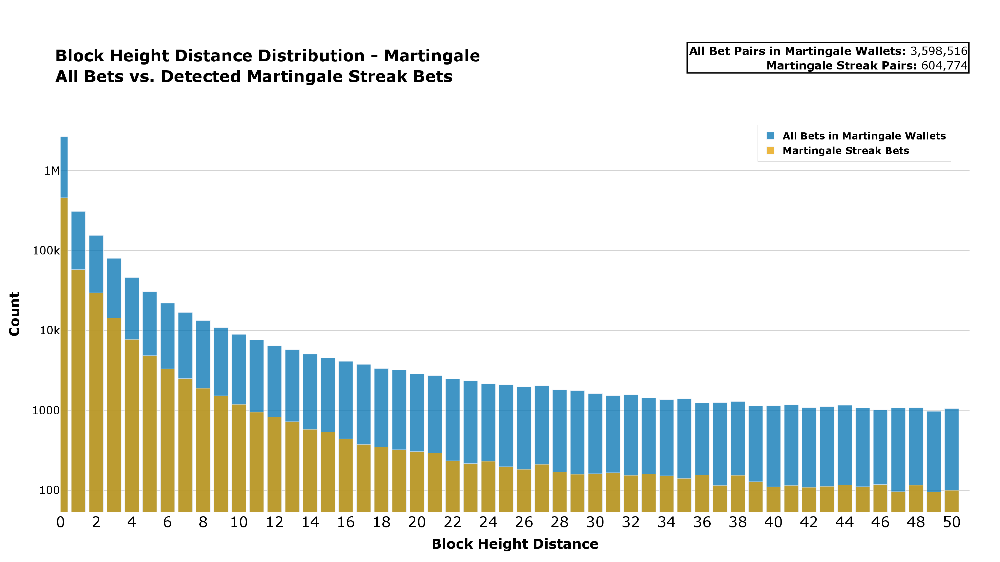 Block Height Distance Distribution - Martingale
All Bets vs. Detected Martingale Streak Bets
All Bet Pairs in Martingale Wallets: 3,598,516
Martingale Streak Pairs: 604,774
All Bets in Martingale Wallets
Martingale Streak Bets
Count
1M
100k
10k
1000
100
0 2 4 6 8 10 12 14 16 18 20 22 24 26 28 30 32 34 36 38 40 42 44 46 48 50
Block Height Distance